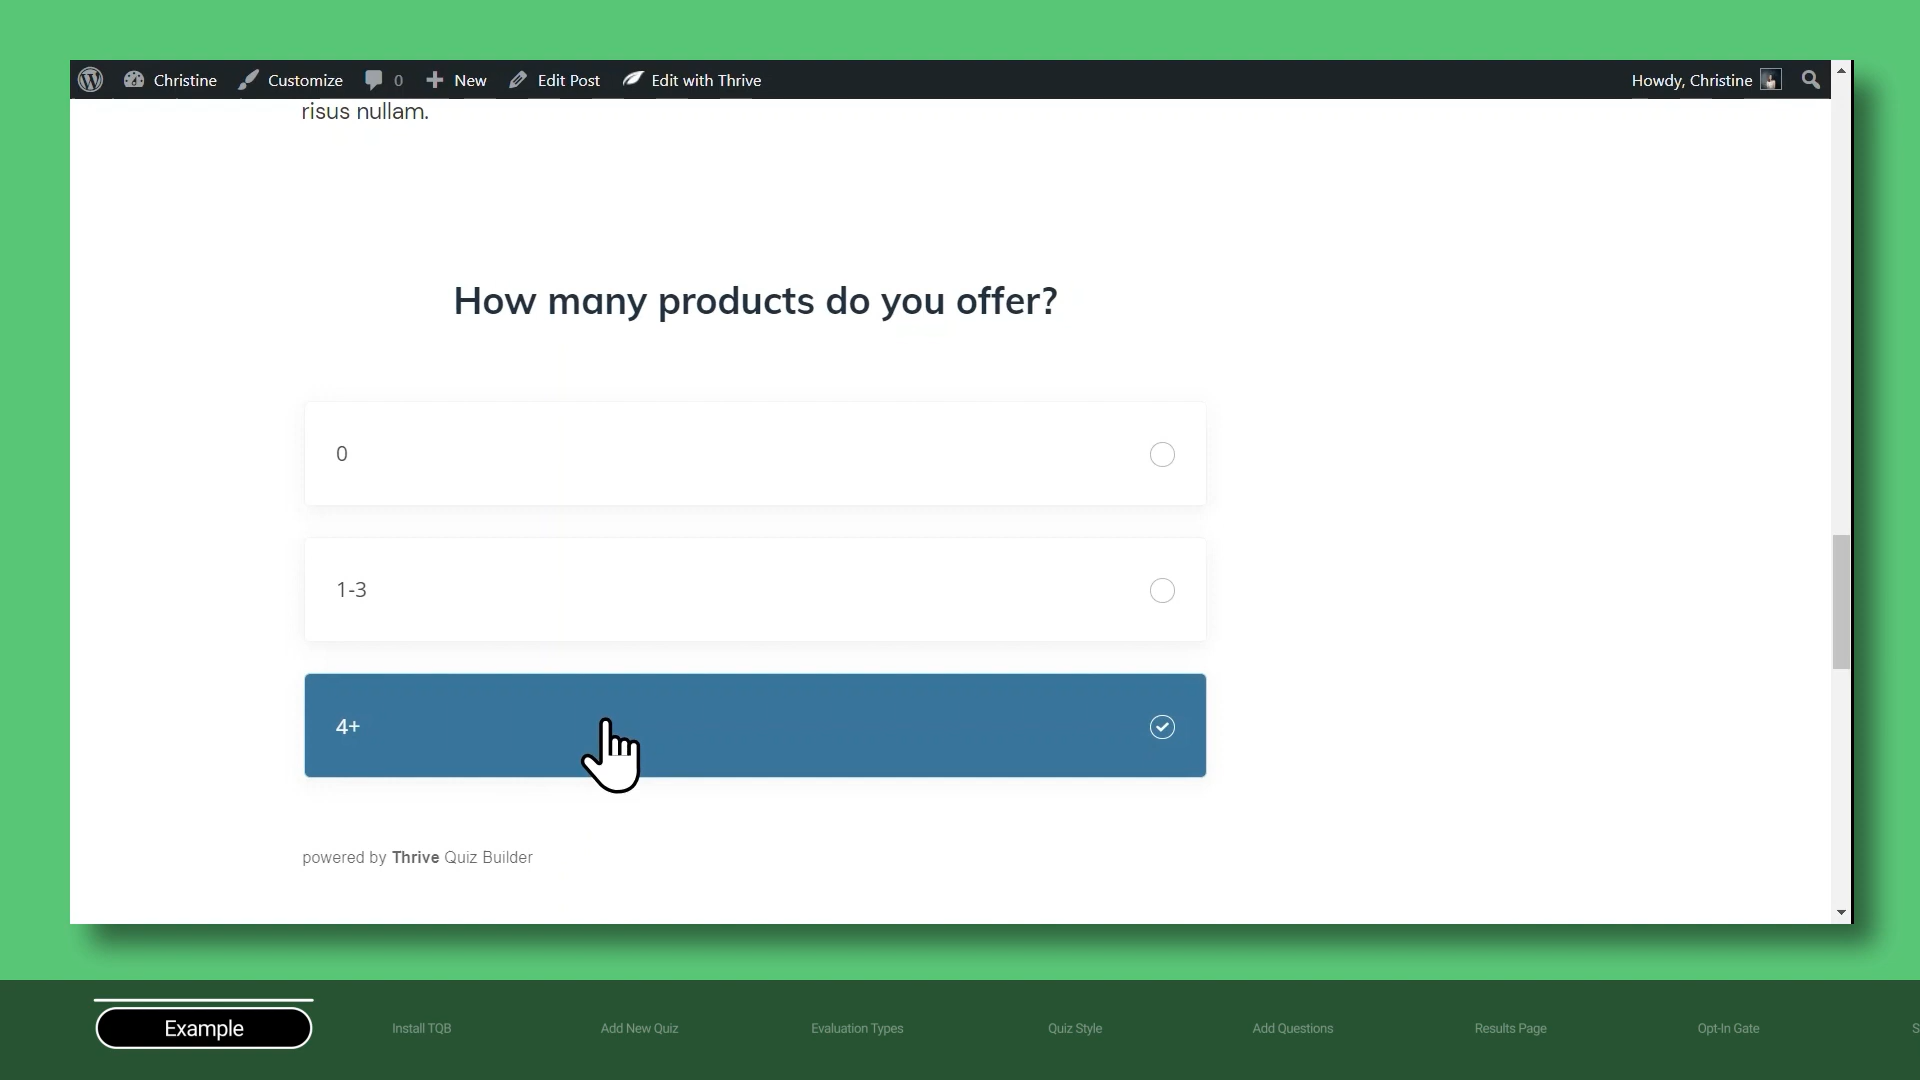 Christine Customize 0 New Edit Post Edit with Thrive Howdy, Christine
risus nullam.
How many products do you offer?
0
1-3
4+
powered by Thrive Quiz Builder
Example Install TQB Add New Quiz Evaluation Types Quiz Style Add Questions Results Page Opt-In Gate S